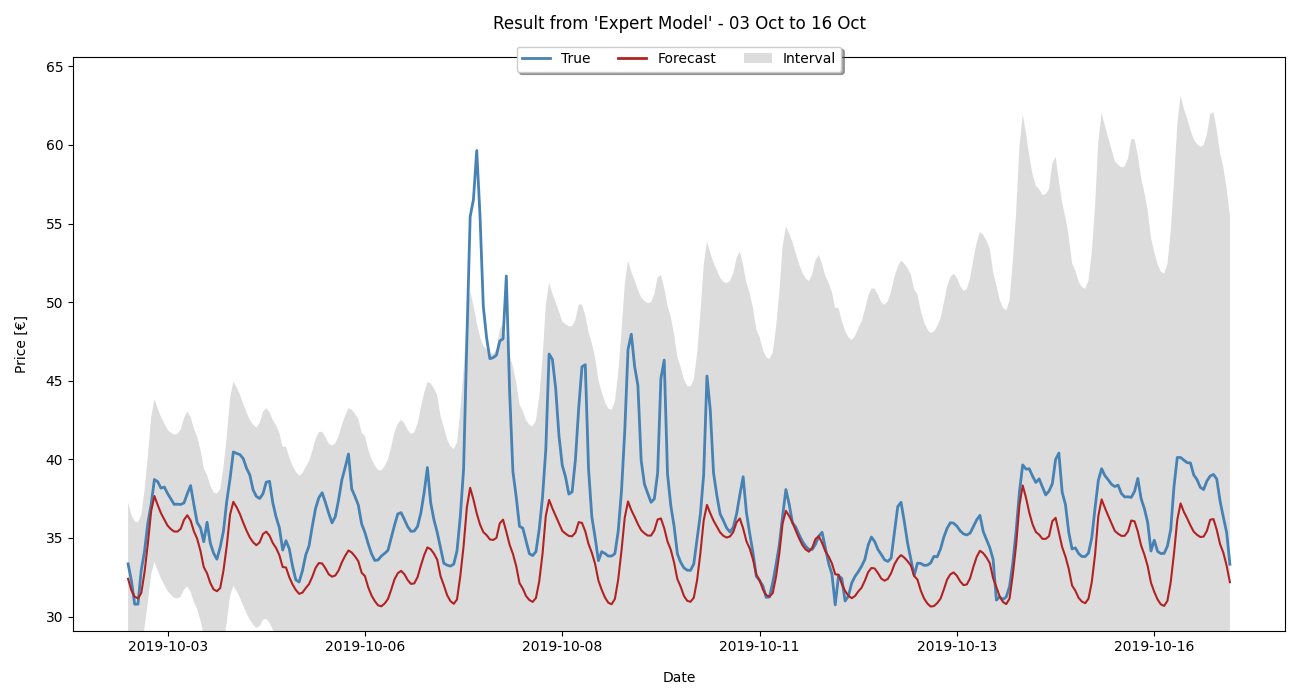 Result from 'Expert Model' - 03 Oct to 16 Oct
True
Forecast
Interval
65
60
55
50
45
40
35
30
Price [€]
2019-10-03
2019-10-06
2019-10-08
2019-10-11
2019-10-13
2019-10-16
Date